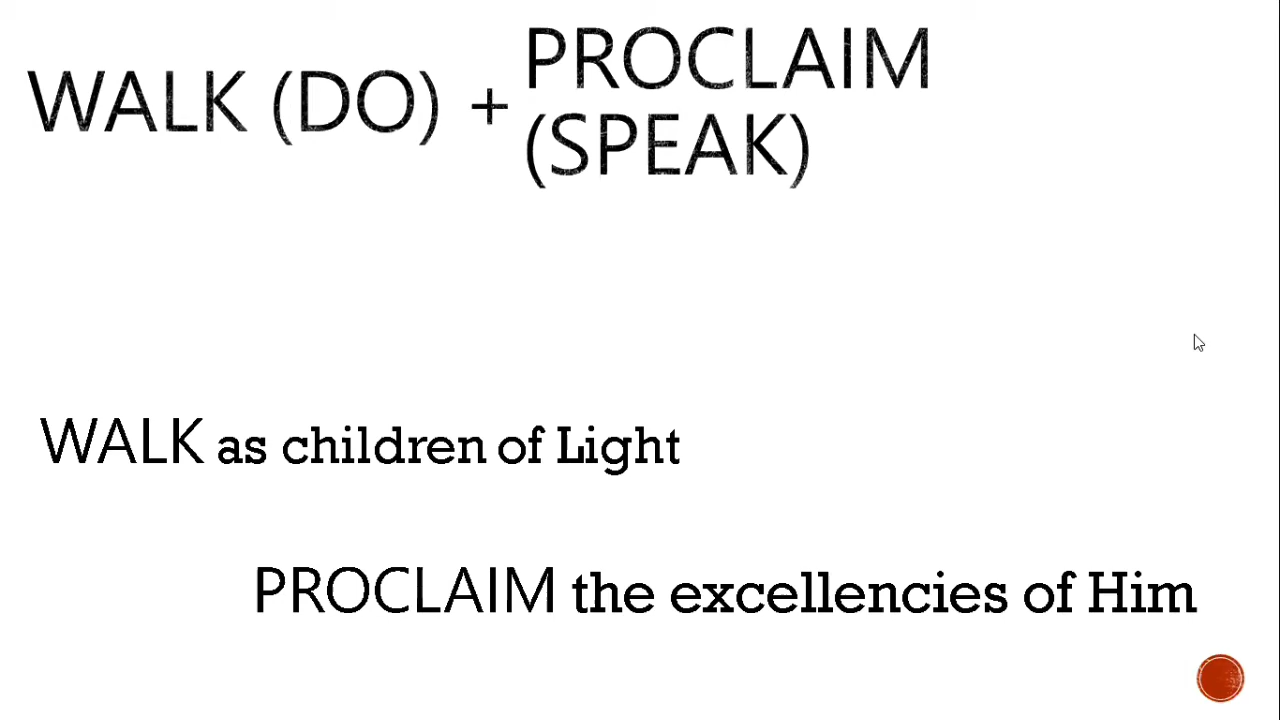 WALK (DO) + PROCLAIM
(SPEAK)
WALK as children of Light
PROCLAIM the excellencies of Him